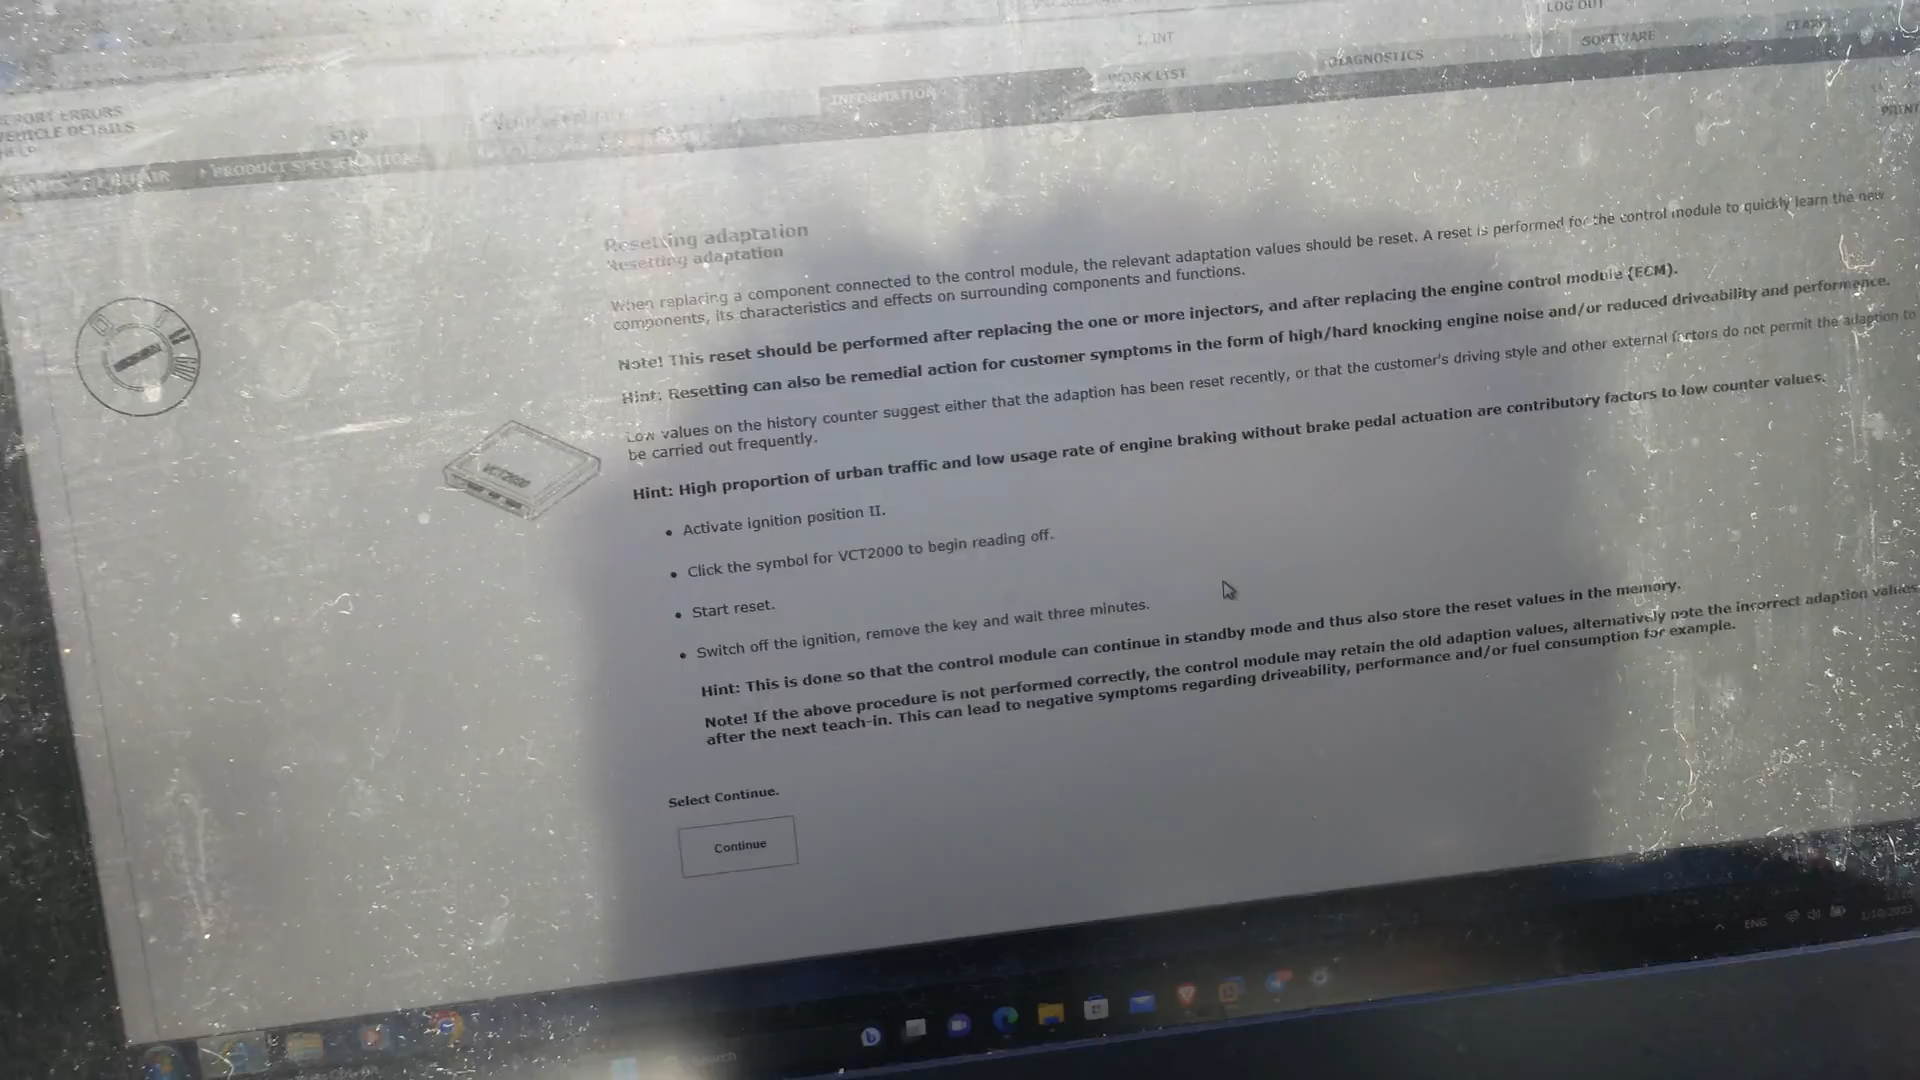 LOG OUT
1. INT
SOFTWARE
DIAGNOSTICS
WORK LIST
INFORMATION
PRINT
VEHICLE DETAILS
PRODUCT SPECIFICATIONS
Resetting adaptation
Resetting adaptation
When replacing a component connected to the control module, the relevant adaptation values should be reset. A reset is performed for the control module to quickly learn the new
components, its characteristics and effects on surrounding components and functions.
Note! This reset should be performed after replacing the one or more injectors, and after replacing the engine control module (ECM).
Hint: Resetting can also be remedial action for customer symptoms in the form of high/hard knocking engine noise and/or reduced driveability and performence.
Low values on the history counter suggest either that the adaption has been reset recently, or that the customer's driving style and other external factors do not permit the adaption to
be carried out frequently.
Hint: High proportion of urban traffic and low usage rate of engine braking without brake pedal actuation are contributory factors to low counter values.
• Activate ignition position II.
• Click the symbol for VCT2000 to begin reading off.
• Start reset.
• Switch off the ignition, remove the key and wait three minutes.
Hint: This is done so that the control module can continue in standby mode and thus also store the reset values in the memory.
Note! If the above procedure is not performed correctly, the control module may retain the old adaption values, alternatively note the incorrect adaption values
after the next teach-in. This can lead to negative symptoms regarding driveability, performance and/or fuel consumption for example.
Select Continue.
Continue
VCT2000
ENG
Search